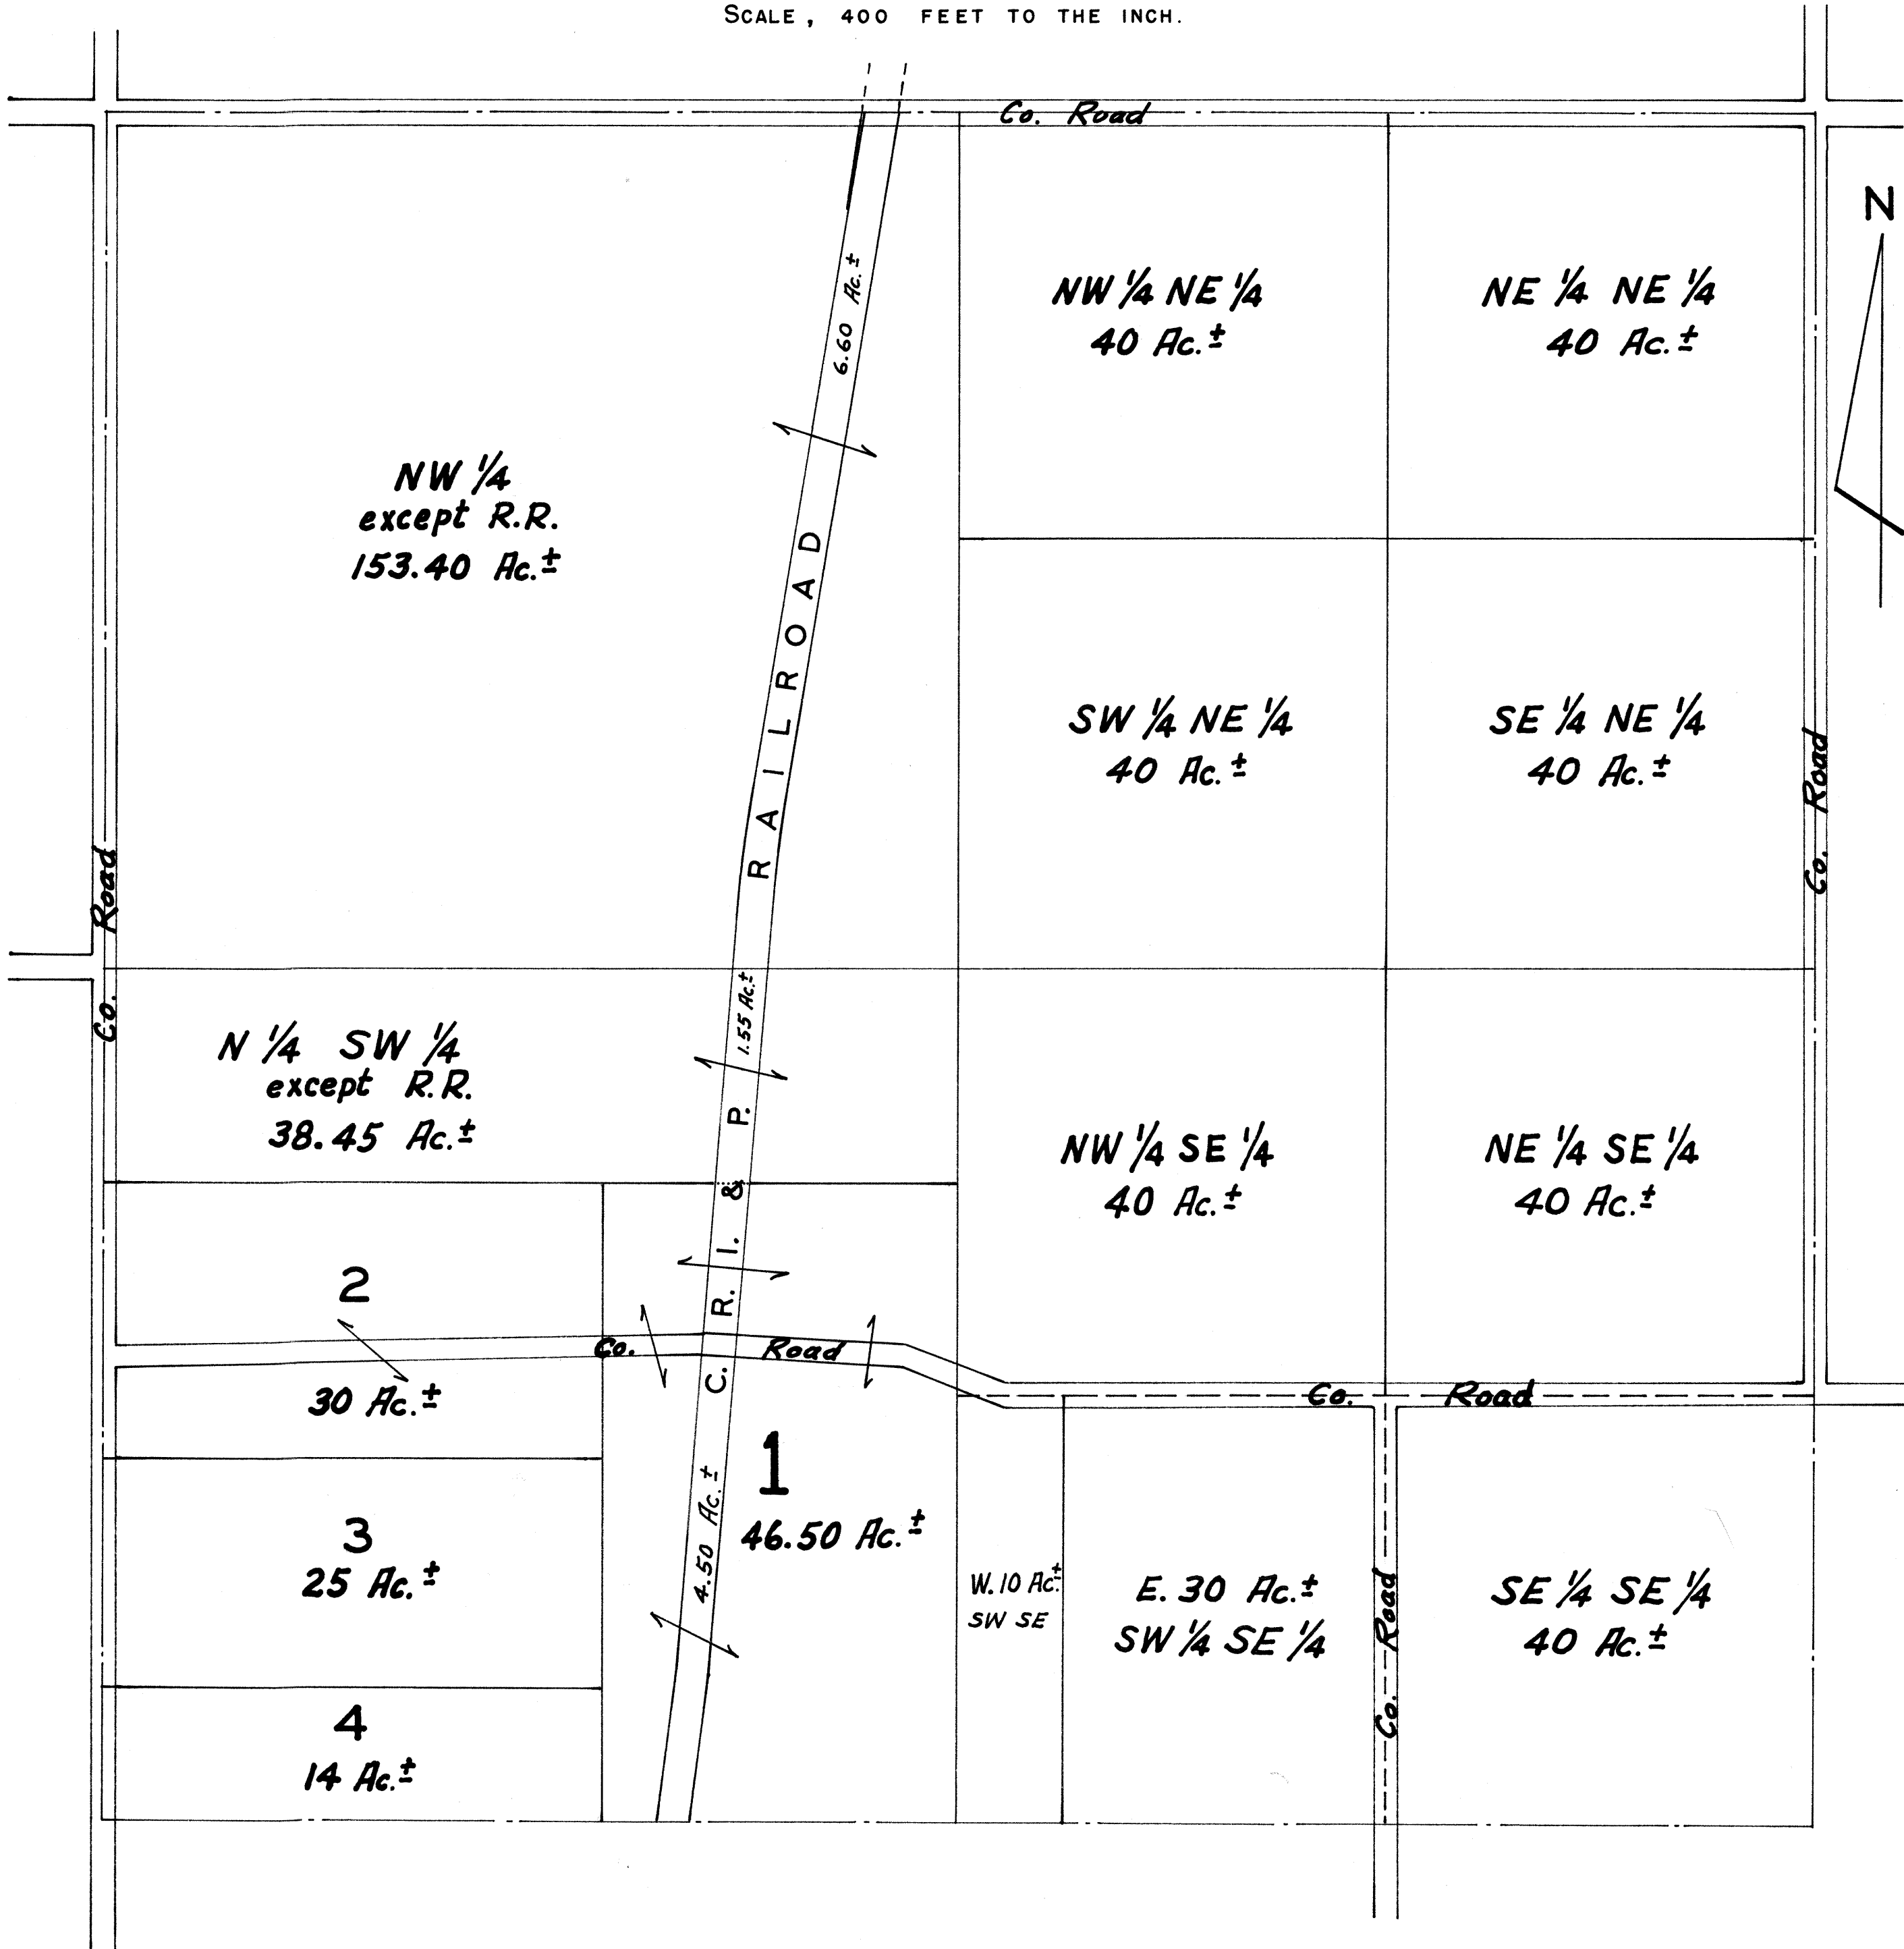 SCALE, 400 FEET TO THE INCH.
Co. Road
N
NW 1/4 NE 1/4
40 Ac.±
NE 1/4 NE 1/4
40 Ac.±
6.60 Ac.±
NW 1/4
except R.R.
153.40 Ac.±
SW 1/4 NE 1/4
40 Ac.±
SE 1/4 NE 1/4
40 Ac.±
Co. Road
Co. Road
C. R. I. & P. RAILROAD
1.55 Ac.±
N 1/4 SW 1/4
except R.R.
38.45 Ac.±
NW 1/4 SE 1/4
40 Ac.±
NE 1/4 SE 1/4
40 Ac.±
2
30 Ac.±
Co. Road
Co. Road
1
46.50 Ac.±
4.50 Ac.±
3
25 Ac.±
W. 10 Ac.±
SW SE
E. 30 Ac.±
SW 1/4 SE 1/4
Co. Road
SE 1/4 SE 1/4
40 Ac.±
4
14 Ac.±